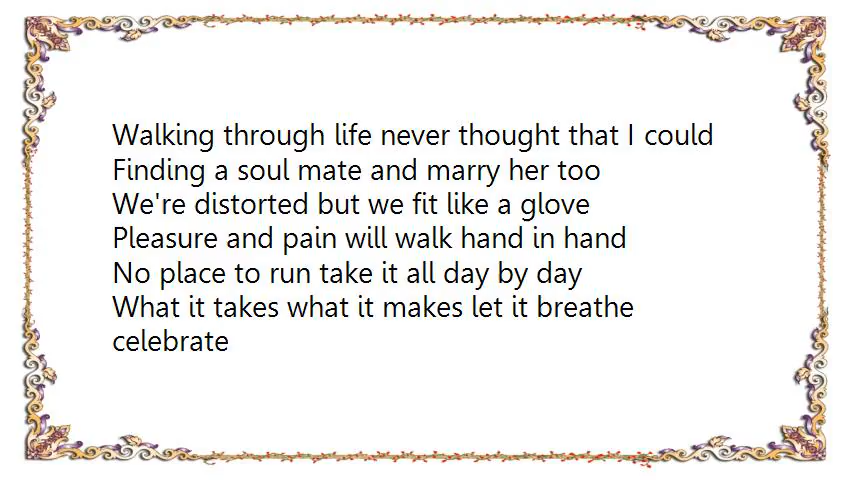 Walking through life never thought that I could
Finding a soul mate and marry her too
We're distorted but we fit like a glove
Pleasure and pain will walk hand in hand
No place to run take it all day by day
What it takes what it makes let it breathe
celebrate